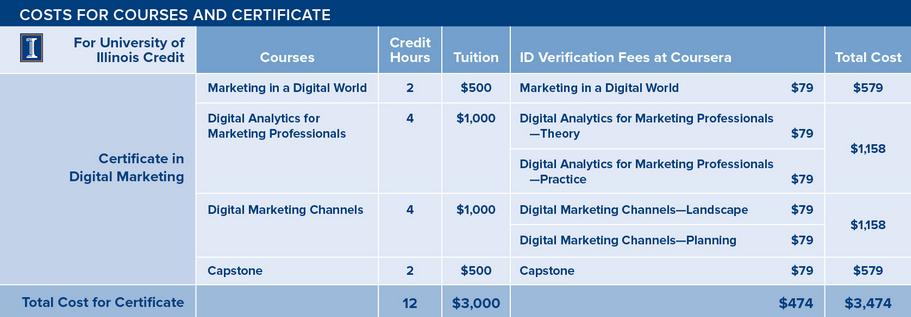 COSTS FOR COURSES AND CERTIFICATE
I
For University of
Illinois Credit
Courses
Credit
Hours
Tuition
ID Verification Fees at Coursera
Total Cost
Certificate in
Digital Marketing
Marketing in a Digital World 2 $500 Marketing in a Digital World $79 $579
Digital Analytics for
Marketing Professionals
4 $1,000
Digital Analytics for Marketing Professionals
—Theory $79
Digital Analytics for Marketing Professionals
—Practice $79
$1,158
Digital Marketing Channels 4 $1,000 Digital Marketing Channels—Landscape $79
Digital Marketing Channels—Planning $79
$1,158
Capstone 2 $500 Capstone $79 $579
Total Cost for Certificate 12 $3,000 $474 $3,474